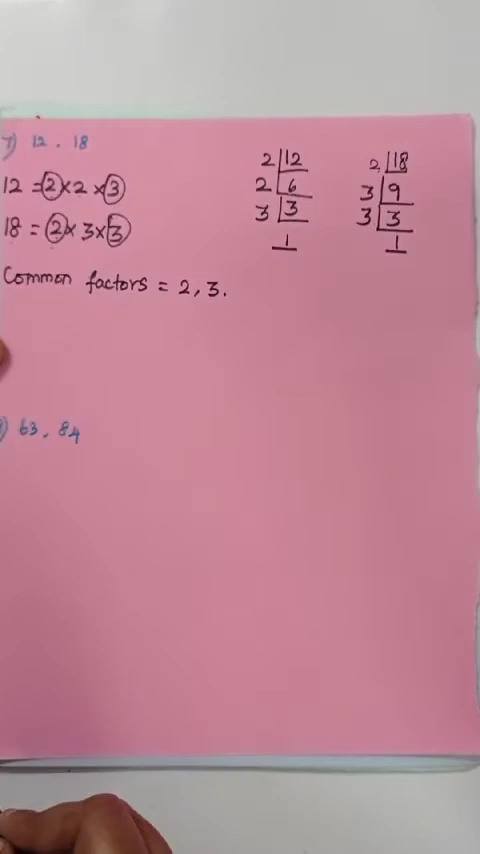 7) 12, 18
12 = 2 × 2 × 3
18 = 2 × 3 × 3
Common factors = 2, 3.
2 | 12
2 | 6
3 | 3
1
2 | 18
3 | 9
3 | 3
1
) 63, 84